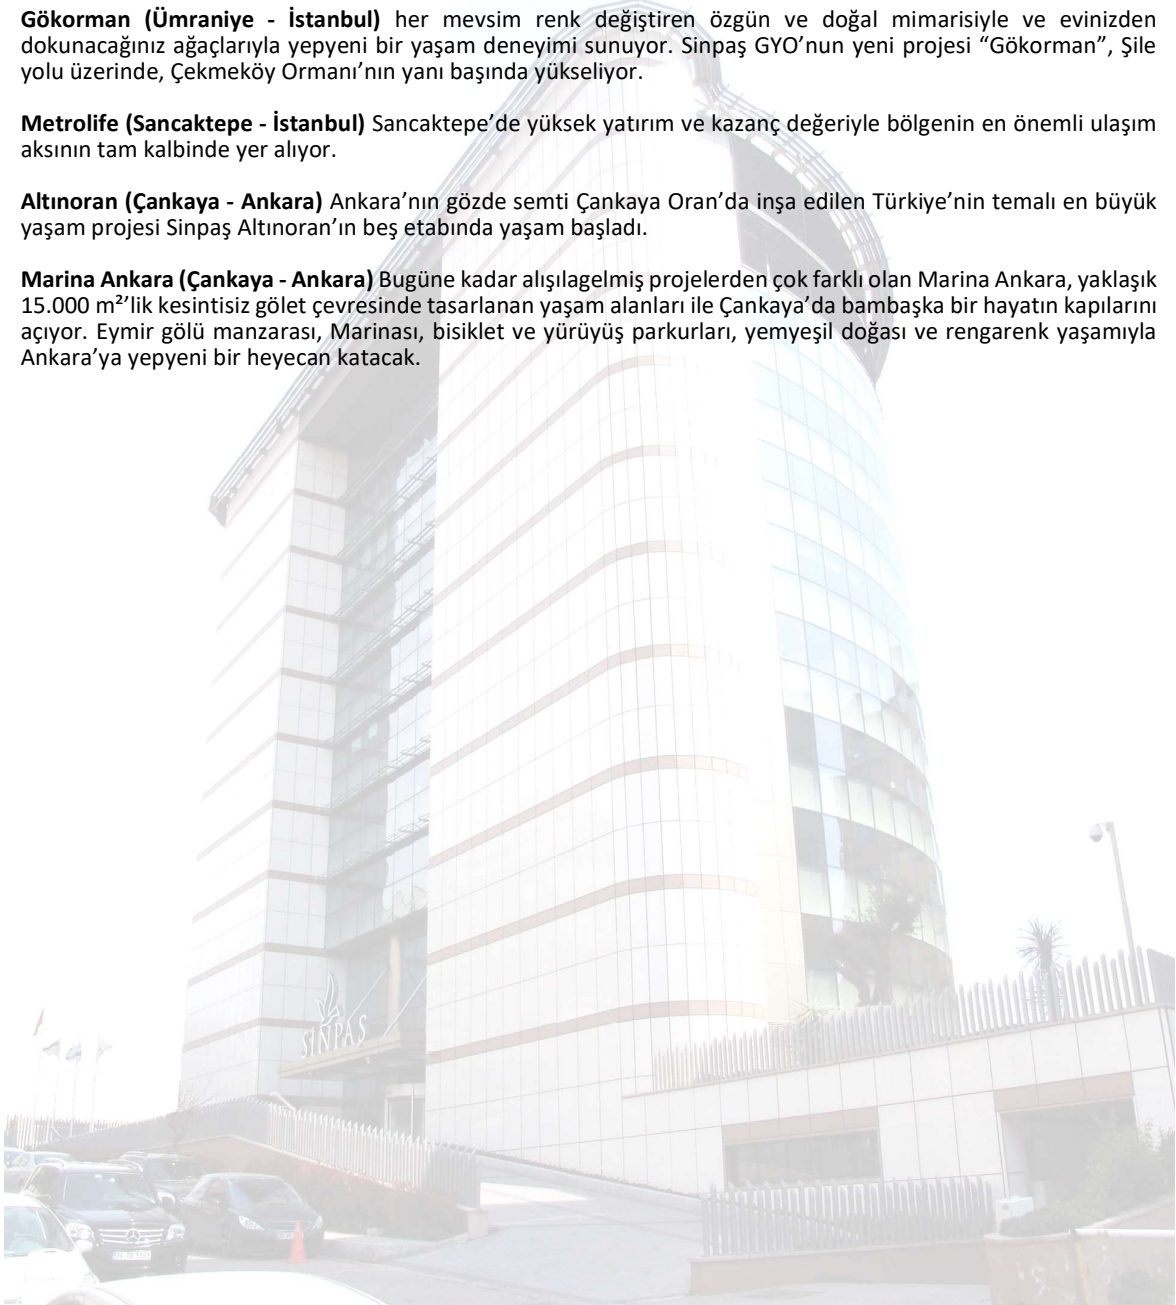 Gökorman (Ümraniye - İstanbul) her mevsim renk değiştiren özgün ve doğal mimarisiyle ve evinizden
dokunacağınız ağaçlarıyla yepyeni bir yaşam deneyimi sunuyor. Sinpaş GYO’nun yeni projesi “Gökorman”, Şile
yolu üzerinde, Çekmeköy Ormanı’nın yanı başında yükseliyor.
Metrolife (Sancaktepe - İstanbul) Sancaktepe’de yüksek yatırım ve kazanç değeriyle bölgenin en önemli ulaşım
aksının tam kalbinde yer alıyor.
Altınoran (Çankaya - Ankara) Ankara’nın gözde semti Çankaya Oran’da inşa edilen Türkiye’nin temalı en büyük
yaşam projesi Sinpaş Altınoran’ın beş etabında yaşam başladı.
Marina Ankara (Çankaya - Ankara) Bugüne kadar alışılagelmiş projelerden çok farklı olan Marina Ankara, yaklaşık
15.000 m²’lik kesintisiz gölet çevresinde tasarlanan yaşam alanları ile Çankaya’da bambaşka bir hayatın kapılarını
açıyor. Eymir gölü manzarası, Marinası, bisiklet ve yürüyüş parkurları, yemyeşil doğası ve rengarenk yaşamıyla
Ankara’ya yepyeni bir heyecan katacak.
SİNPAŞ